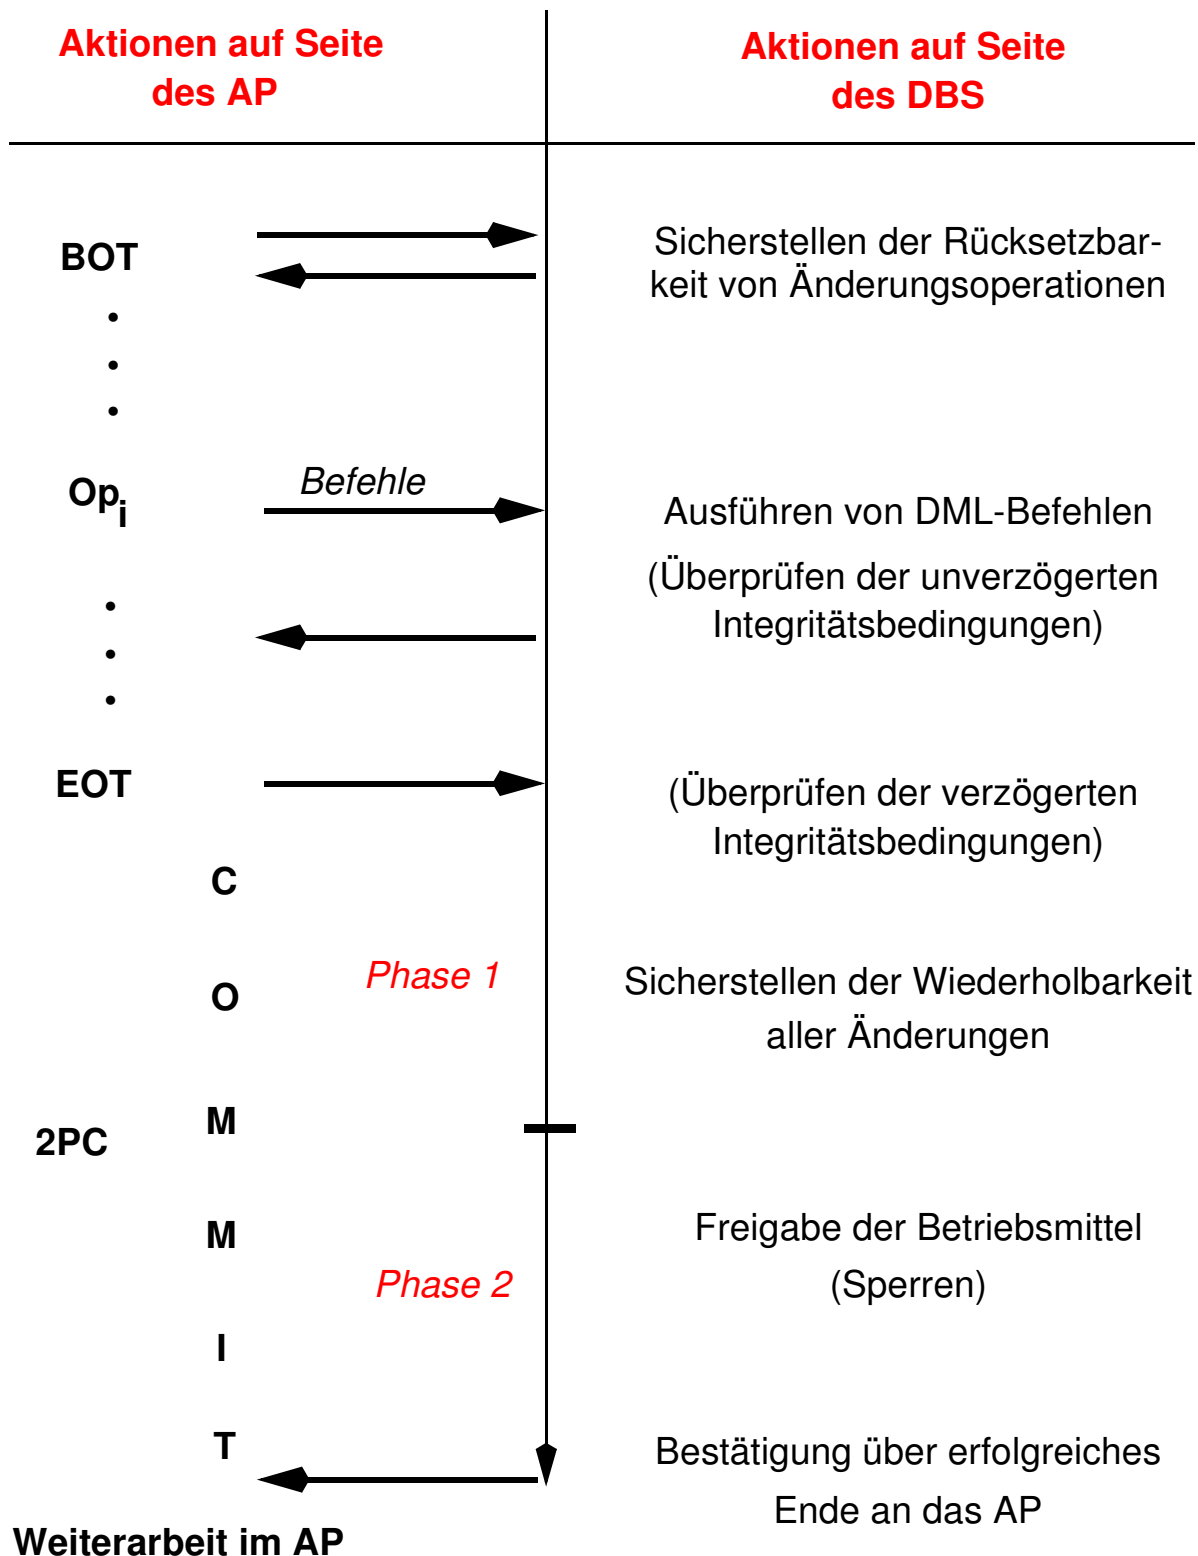 Aktionen auf Seite
des AP
Aktionen auf Seite
des DBS
BOT
Sicherstellen der Rücksetzbar-
keit von Änderungsoperationen
Opi
Befehle
Ausführen von DML-Befehlen
(Überprüfen der unverzögerten
Integritätsbedingungen)
EOT
(Überprüfen der verzögerten
Integritätsbedingungen)
C
O
M
M
I
T
2PC
Phase 1
Sicherstellen der Wiederholbarkeit
aller Änderungen
Phase 2
Freigabe der Betriebsmittel
(Sperren)
Bestätigung über erfolgreiches
Ende an das AP
Weiterarbeit im AP